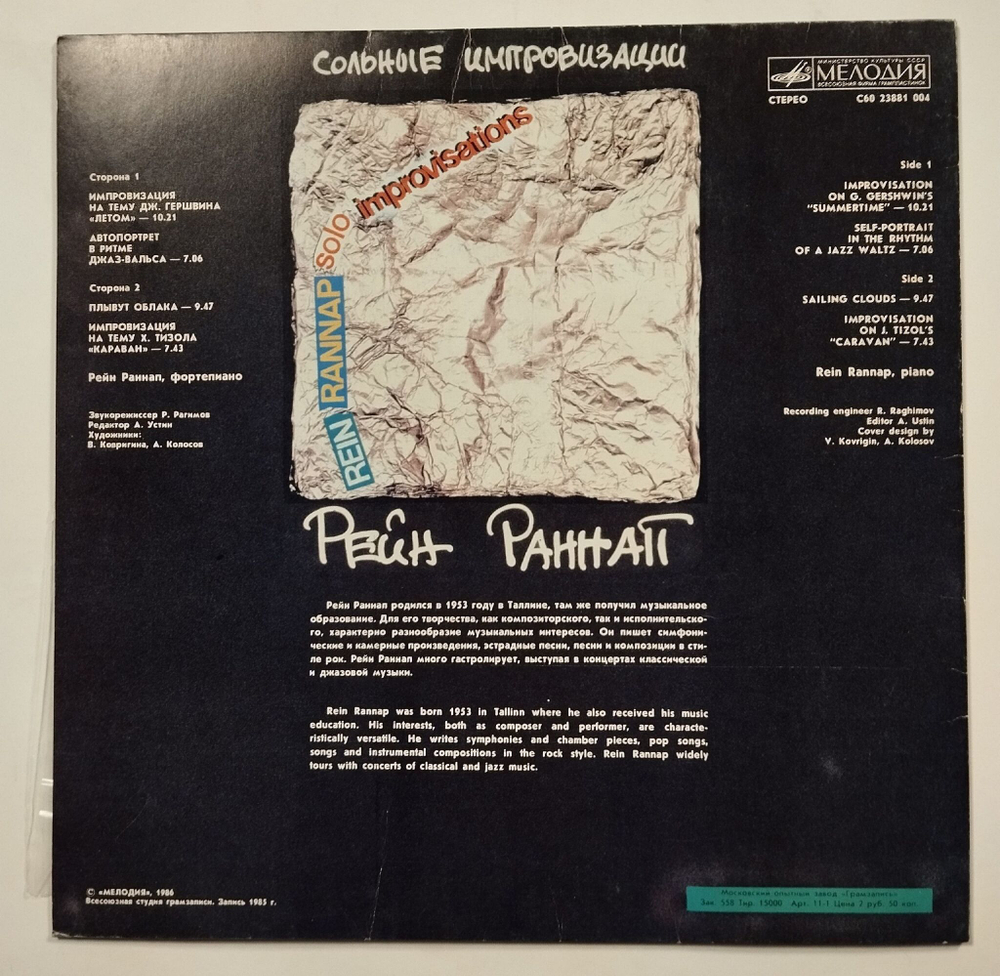 СОЛЬНЫЕ ИМПРОВИЗАЦИИ
МИНИСТЕРСТВО КУЛЬТУРЫ СССР
МЕЛОДИЯ
ВСЕСОЮЗНАЯ ФИРМА ГРАМПЛАСТИНОК
СТЕРЕО С60 23881 004
REIN RANNAP solo improvisations
Сторона 1
ИМПРОВИЗАЦИЯ
НА ТЕМУ ДЖ. ГЕРШВИНА
«ЛЕТОМ» — 10.21
АВТОПОРТРЕТ
В РИТМЕ
ДЖАЗ-ВАЛЬСА — 7.06
Сторона 2
ПЛЫВУТ ОБЛАКА — 9.47
ИМПРОВИЗАЦИЯ
НА ТЕМУ Х. ТИЗОЛА
«КАРАВАН» — 7.43
Рейн Раннап, фортепиано
Звукорежиссер Р. Рагимов
Редактор А. Устин
Художники:
В. Ковригина, А. Колосов
Side 1
IMPROVISATION
ON G. GERSHWIN'S
"SUMMERTIME" — 10.21
SELF-PORTRAIT
IN THE RHYTHM
OF A JAZZ WALTZ — 7.06
Side 2
SAILING CLOUDS — 9.47
IMPROVISATION
ON J. TIZOL'S
"CARAVAN" — 7.43
Rein Rannap, piano
Recording engineer R. Raghimov
Editor A. Ustin
Cover design by
V. Kovrigin, A. Kolosov
РЕЙН РАННАП
Рейн Раннап родился в 1953 году в Таллине, там же получил музыкальное
образование. Для его творчества, как композиторского, так и исполнительско-
го, характерно разнообразие музыкальных интересов. Он пишет симфони-
ческие и камерные произведения, эстрадные песни, песни и композиции в сти-
ле рок. Рейн Раннап много гастролирует, выступая в концертах классической
и джазовой музыки.
Rein Rannap was born 1953 in Tallinn where he also received his music
education. His interests, both as composer and performer, are characte-
ristically versatile. He writes symphonies and chamber pieces, pop songs,
songs and instrumental compositions in the rock style. Rein Rannap widely
tours with concerts of classical and jazz music.
© «МЕЛОДИЯ», 1986
Всесоюзная студия грамзаписи. Запись 1985 г.
Московский опытный завод «Грамзапись»
Зак. 558 Тир. 15000 Арт. 11-1 Цена 2 руб. 50 коп.